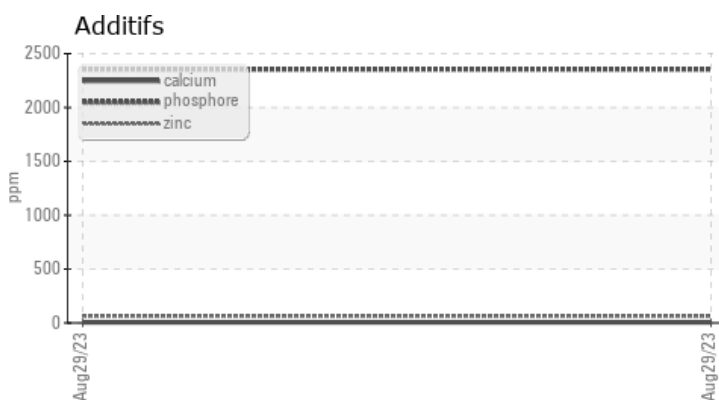 Additifs
2500
2000
1500
1000
500
0
ppm
calcium
phosphore
zinc
Aug29/23
Aug29/23